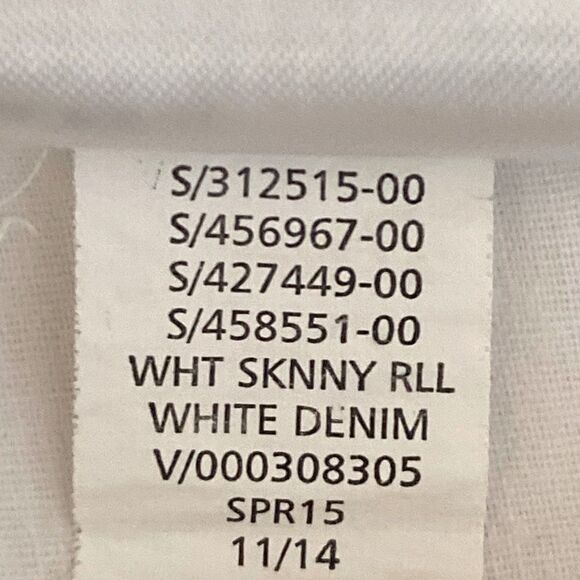 S/312515-00
S/456967-00
S/427449-00
S/458551-00
WHT SKNNY RLL
WHITE DENIM
V/000308305
SPR15
11/14